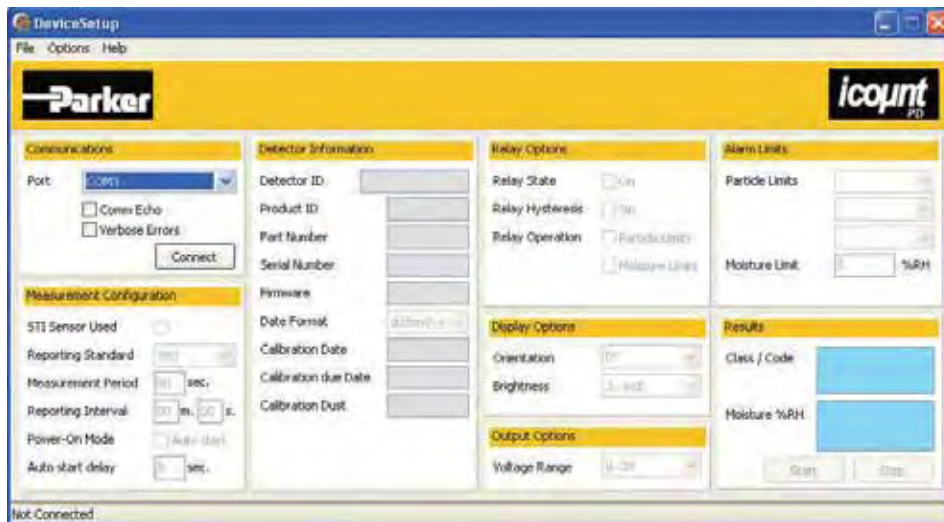 DeviceSetup
File Options Help
Parker
icount
PD
Communications
Port
COM1
Comm Echo
Verbose Errors
Connect
Measurement Configuration
STI Sensor Used
Reporting Standard
Measurement Period sec.
Reporting Interval m. s.
Power-On Mode Auto start
Auto start delay sec.
Detector Information
Detector ID
Product ID
Part Number
Serial Number
Firmware
Date Format
Calibration Date
Calibration due Date
Calibration Dust
Relay Options
Relay State On
Relay Hysteresis On
Relay Operation Particle Limits
Moisture Limits
Display Options
Orientation
Brightness
Output Options
Voltage Range
Alarm Limits
Particle Limits
Moisture Limit %RH
Results
Class / Code
Moisture %RH
Start Stop
Not Connected